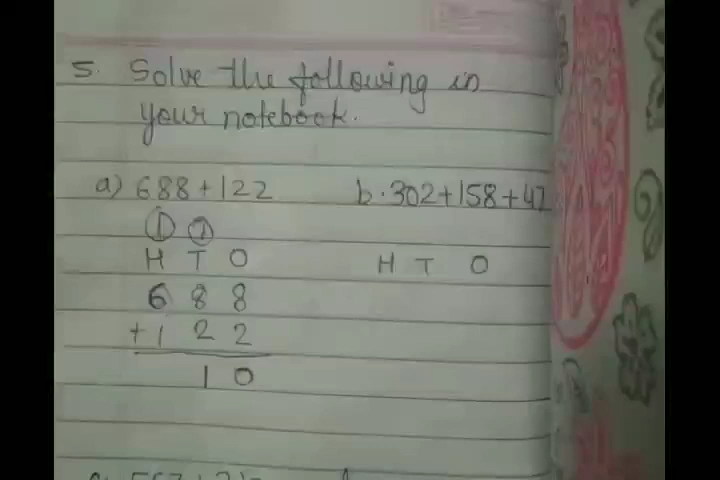 5. Solve the following in
your notebook.
a) 688+122
b. 302+158+47
1 1
H T O
H T O
6 8 8
+ 1 2 2
1 0